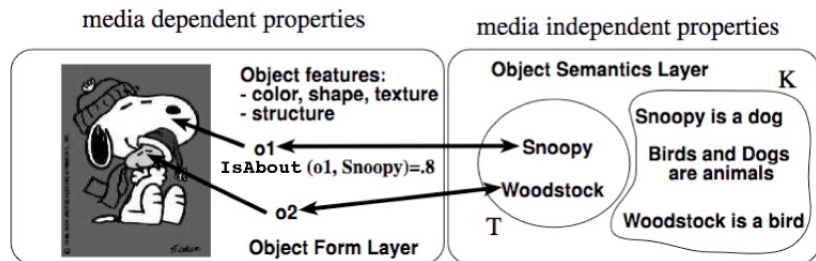 media dependent properties
media independent properties
Object features:
- color, shape, texture
- structure
o1
IsAbout (o1, Snoopy)=.8
o2
Object Form Layer
Object Semantics Layer
Snoopy
Woodstock
T
K
Snoopy is a dog
Birds and Dogs
are animals
Woodstock is a bird